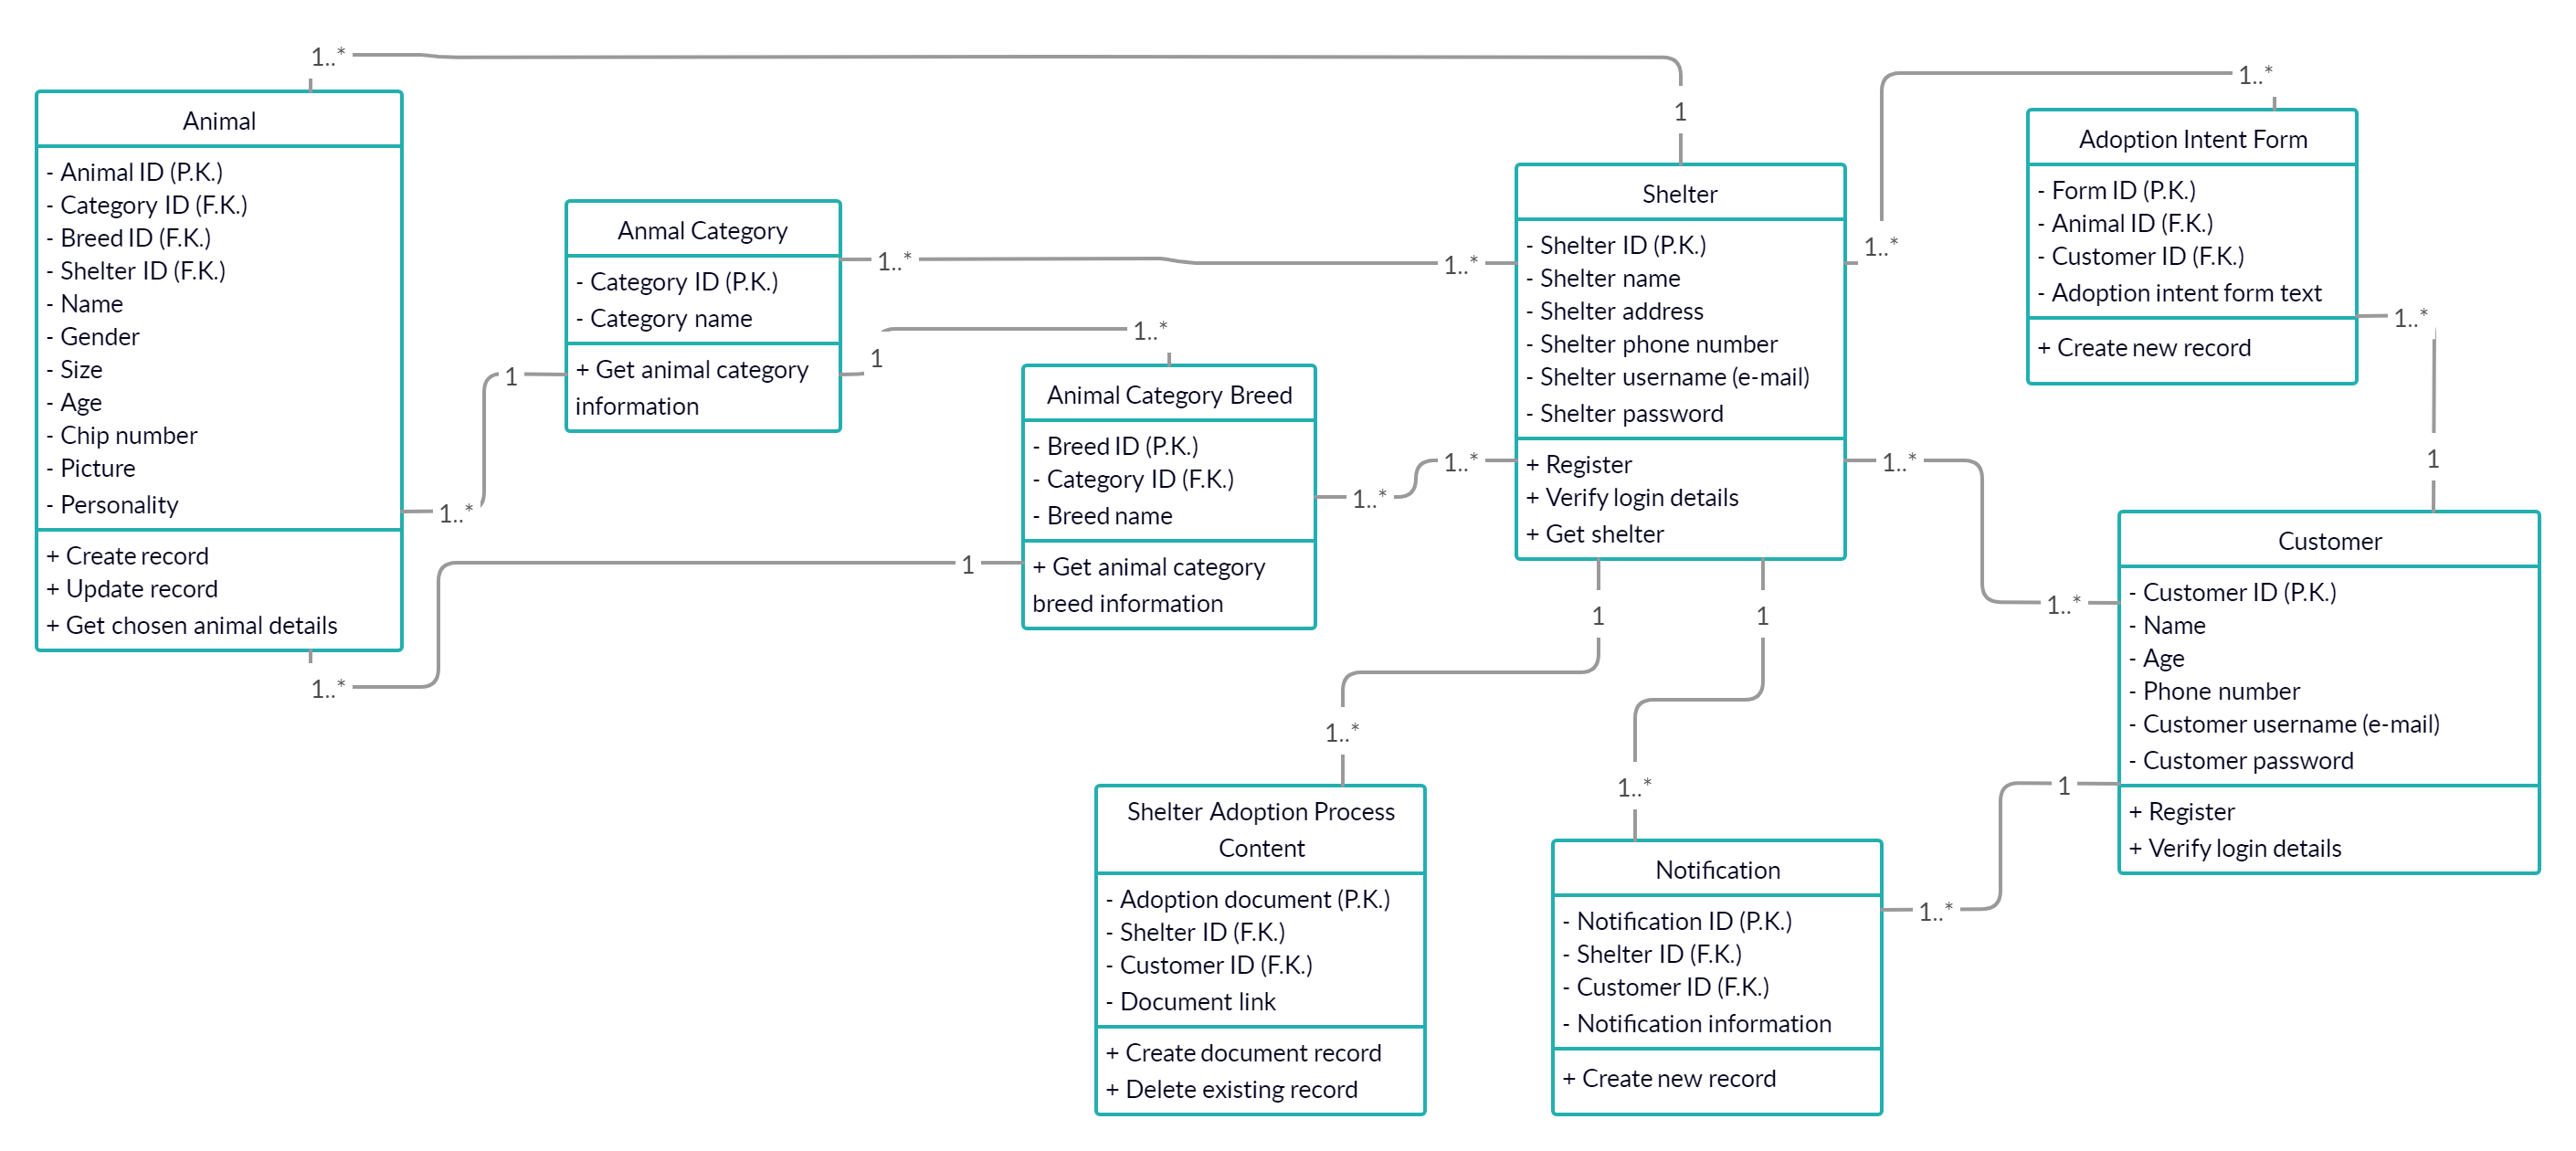 1..*
1
1..*
Animal
- Animal ID (P.K.)
- Category ID (F.K.)
- Breed ID (F.K.)
- Shelter ID (F.K.)
- Name
- Gender
- Size
- Age
- Chip number
- Picture
- Personality
+ Create record
+ Update record
+ Get chosen animal details
1..*
1
1..*
Anmal Category
- Category ID (P.K.)
- Category name
+ Get animal category
information
1..*
1..*
1
1..*
Animal Category Breed
- Breed ID (P.K.)
- Category ID (F.K.)
- Breed name
+ Get animal category
breed information
1
1..*
1..*
Shelter
- Shelter ID (P.K.)
- Shelter name
- Shelter address
- Shelter phone number
- Shelter username (e-mail)
- Shelter password
+ Register
+ Verify login details
+ Get shelter
1..*
1..*
1..*
1
1
Adoption Intent Form
- Form ID (P.K.)
- Animal ID (F.K.)
- Customer ID (F.K.)
- Adoption intent form text
+ Create new record
1..*
1
Customer
- Customer ID (P.K.)
- Name
- Age
- Phone number
- Customer username (e-mail)
- Customer password
+ Register
+ Verify login details
1..*
1..*
Shelter Adoption Process
Content
- Adoption document (P.K.)
- Shelter ID (F.K.)
- Customer ID (F.K.)
- Document link
+ Create document record
+ Delete existing record
Notification
- Notification ID (P.K.)
- Shelter ID (F.K.)
- Customer ID (F.K.)
- Notification information
+ Create new record
1
1..*